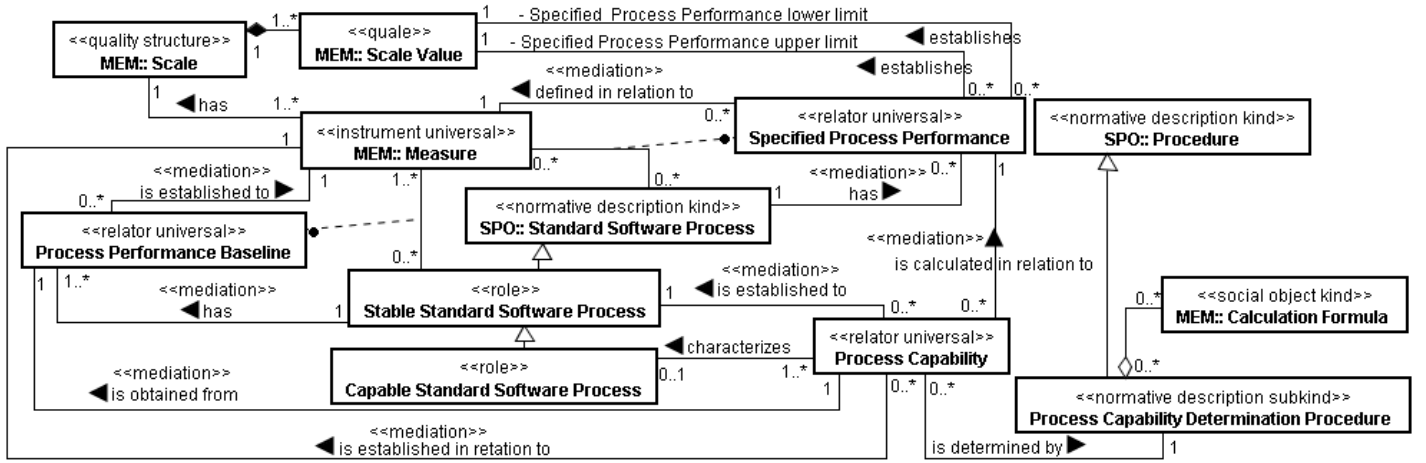 1 - Specified Process Performance lower limit
1..* <<quale>> MEM:: Scale Value
<<quality structure>>
MEM:: Scale
1
1 - Specified Process Performance upper limit
establishes
<<mediation>>
establishes
1 has 1..*
1 defined in relation to
0..* 0..* 0..*
<<instrument universal>>
MEM:: Measure
<<relator universal>>
Specified Process Performance
<<normative description kind>>
SPO:: Procedure
1
<<mediation>>
is established to
1 1..* 0..*
0..*
<<mediation>>
has
1 0..* 1
0..*
<<normative description kind>>
SPO:: Standard Software Process
<<relator universal>>
Process Performance Baseline
<<mediation>>
is calculated in relation to
0..*
1 1..*
<<mediation>>
has
1
<<role>>
Stable Standard Software Process
<<mediation>>
1 is established to
0..* 0..*
0..* <<social object kind>>
MEM:: Calculation Formula
<<relator universal>>
Process Capability
characterizes
0..1 1..*
<<role>>
Capable Standard Software Process
<<mediation>>
is obtained from
1 0..* 0..* 0..*
<<normative description subkind>>
Process Capability Determination Procedure
<<mediation>>
is established in relation to
is determined by 1